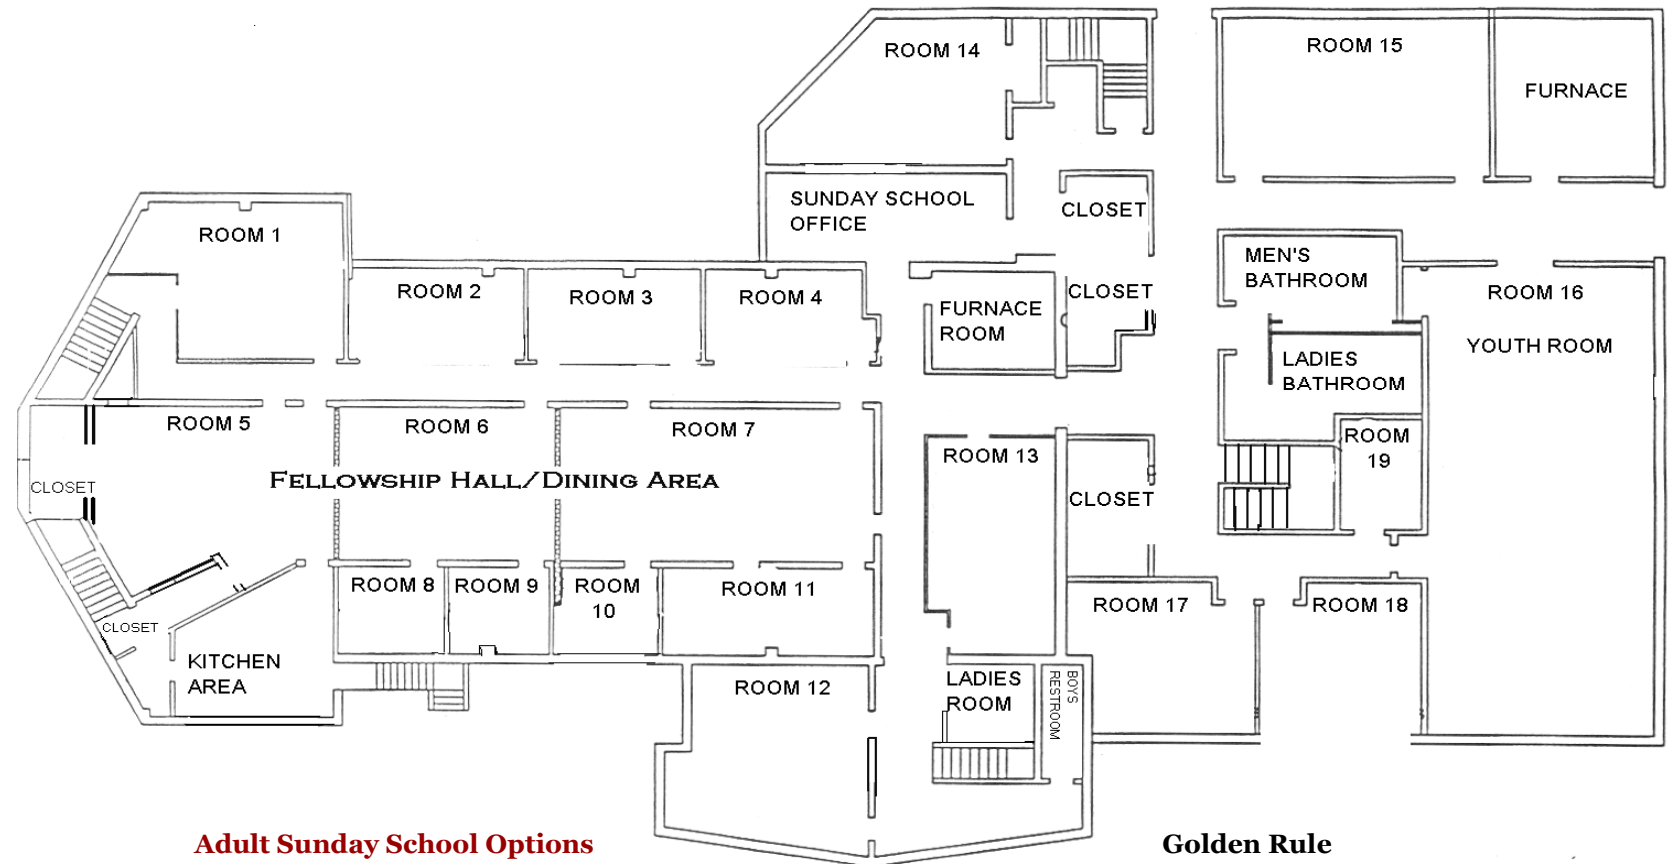 ROOM 14
ROOM 15
FURNACE
SUNDAY SCHOOL
OFFICE
CLOSET
ROOM 1
MEN'S
BATHROOM
ROOM 2
ROOM 3
ROOM 4
CLOSET
ROOM 16
FURNACE
ROOM
YOUTH ROOM
LADIES
BATHROOM
ROOM 5
ROOM 6
ROOM 7
ROOM 13
ROOM
19
FELLOWSHIP HALL/DINING AREA
CLOSET
CLOSET
ROOM 8
ROOM 9
ROOM
10
ROOM 11
ROOM 17
ROOM 18
CLOSET
KITCHEN
AREA
ROOM 12
LADIES
ROOM
BOYS
RESTROOM
Adult Sunday School Options
Golden Rule